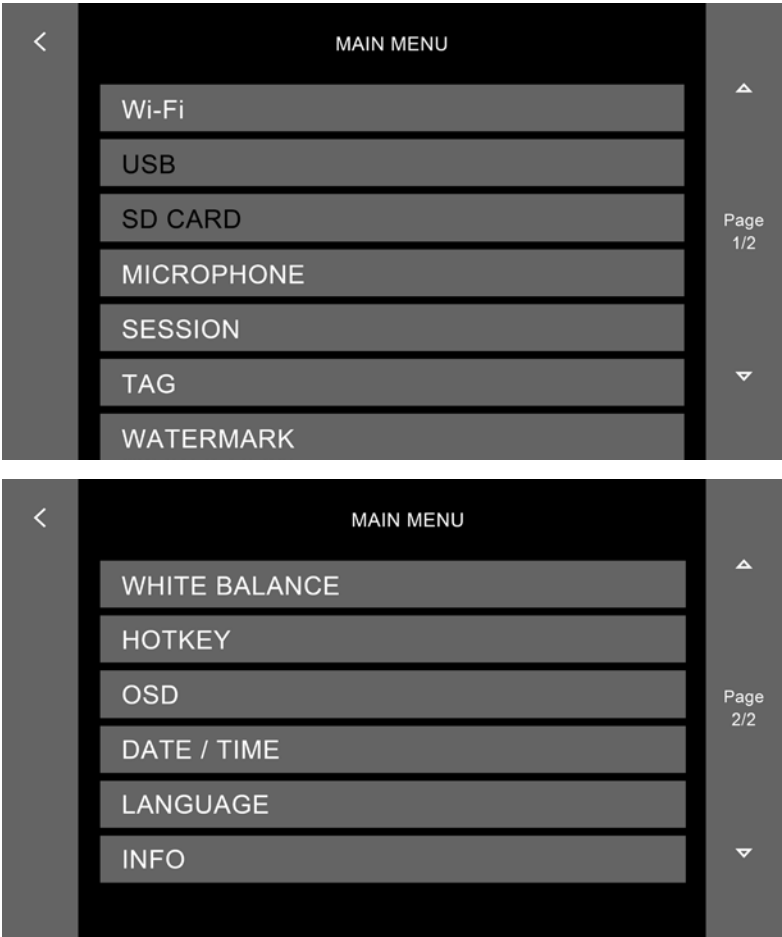 MAIN MENU
Wi-Fi
USB
SD CARD
MICROPHONE
SESSION
TAG
WATERMARK
Page
1/2
MAIN MENU
WHITE BALANCE
HOTKEY
OSD
DATE / TIME
LANGUAGE
INFO
Page
2/2